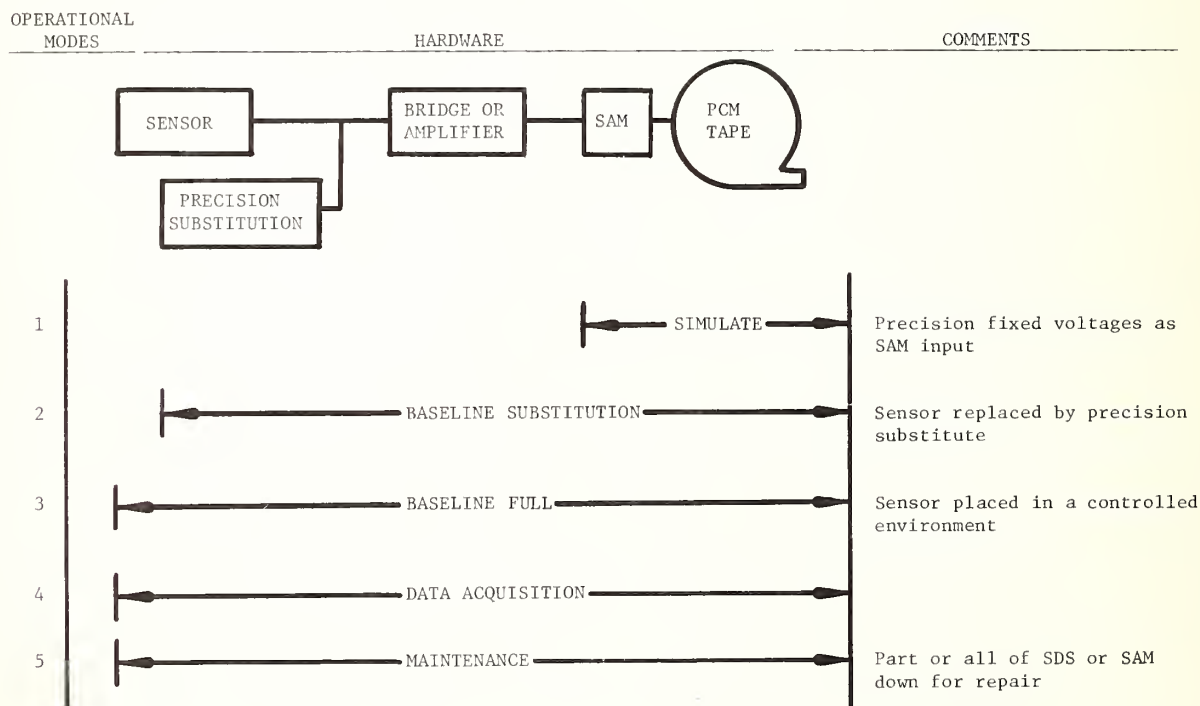 OPERATIONAL
MODES
HARDWARE
COMMENTS
SENSOR
BRIDGE OR
AMPLIFIER
SAM
PCM
TAPE
PRECISION
SUBSTITUTION
1
SIMULATE
Precision fixed voltages as
SAM input
2
BASELINE SUBSTITUTION
Sensor replaced by precision
substitute
3
BASELINE FULL
Sensor placed in a controlled
environment
4
DATA ACQUISITION
5
MAINTENANCE
Part or all of SDS or SAM
down for repair